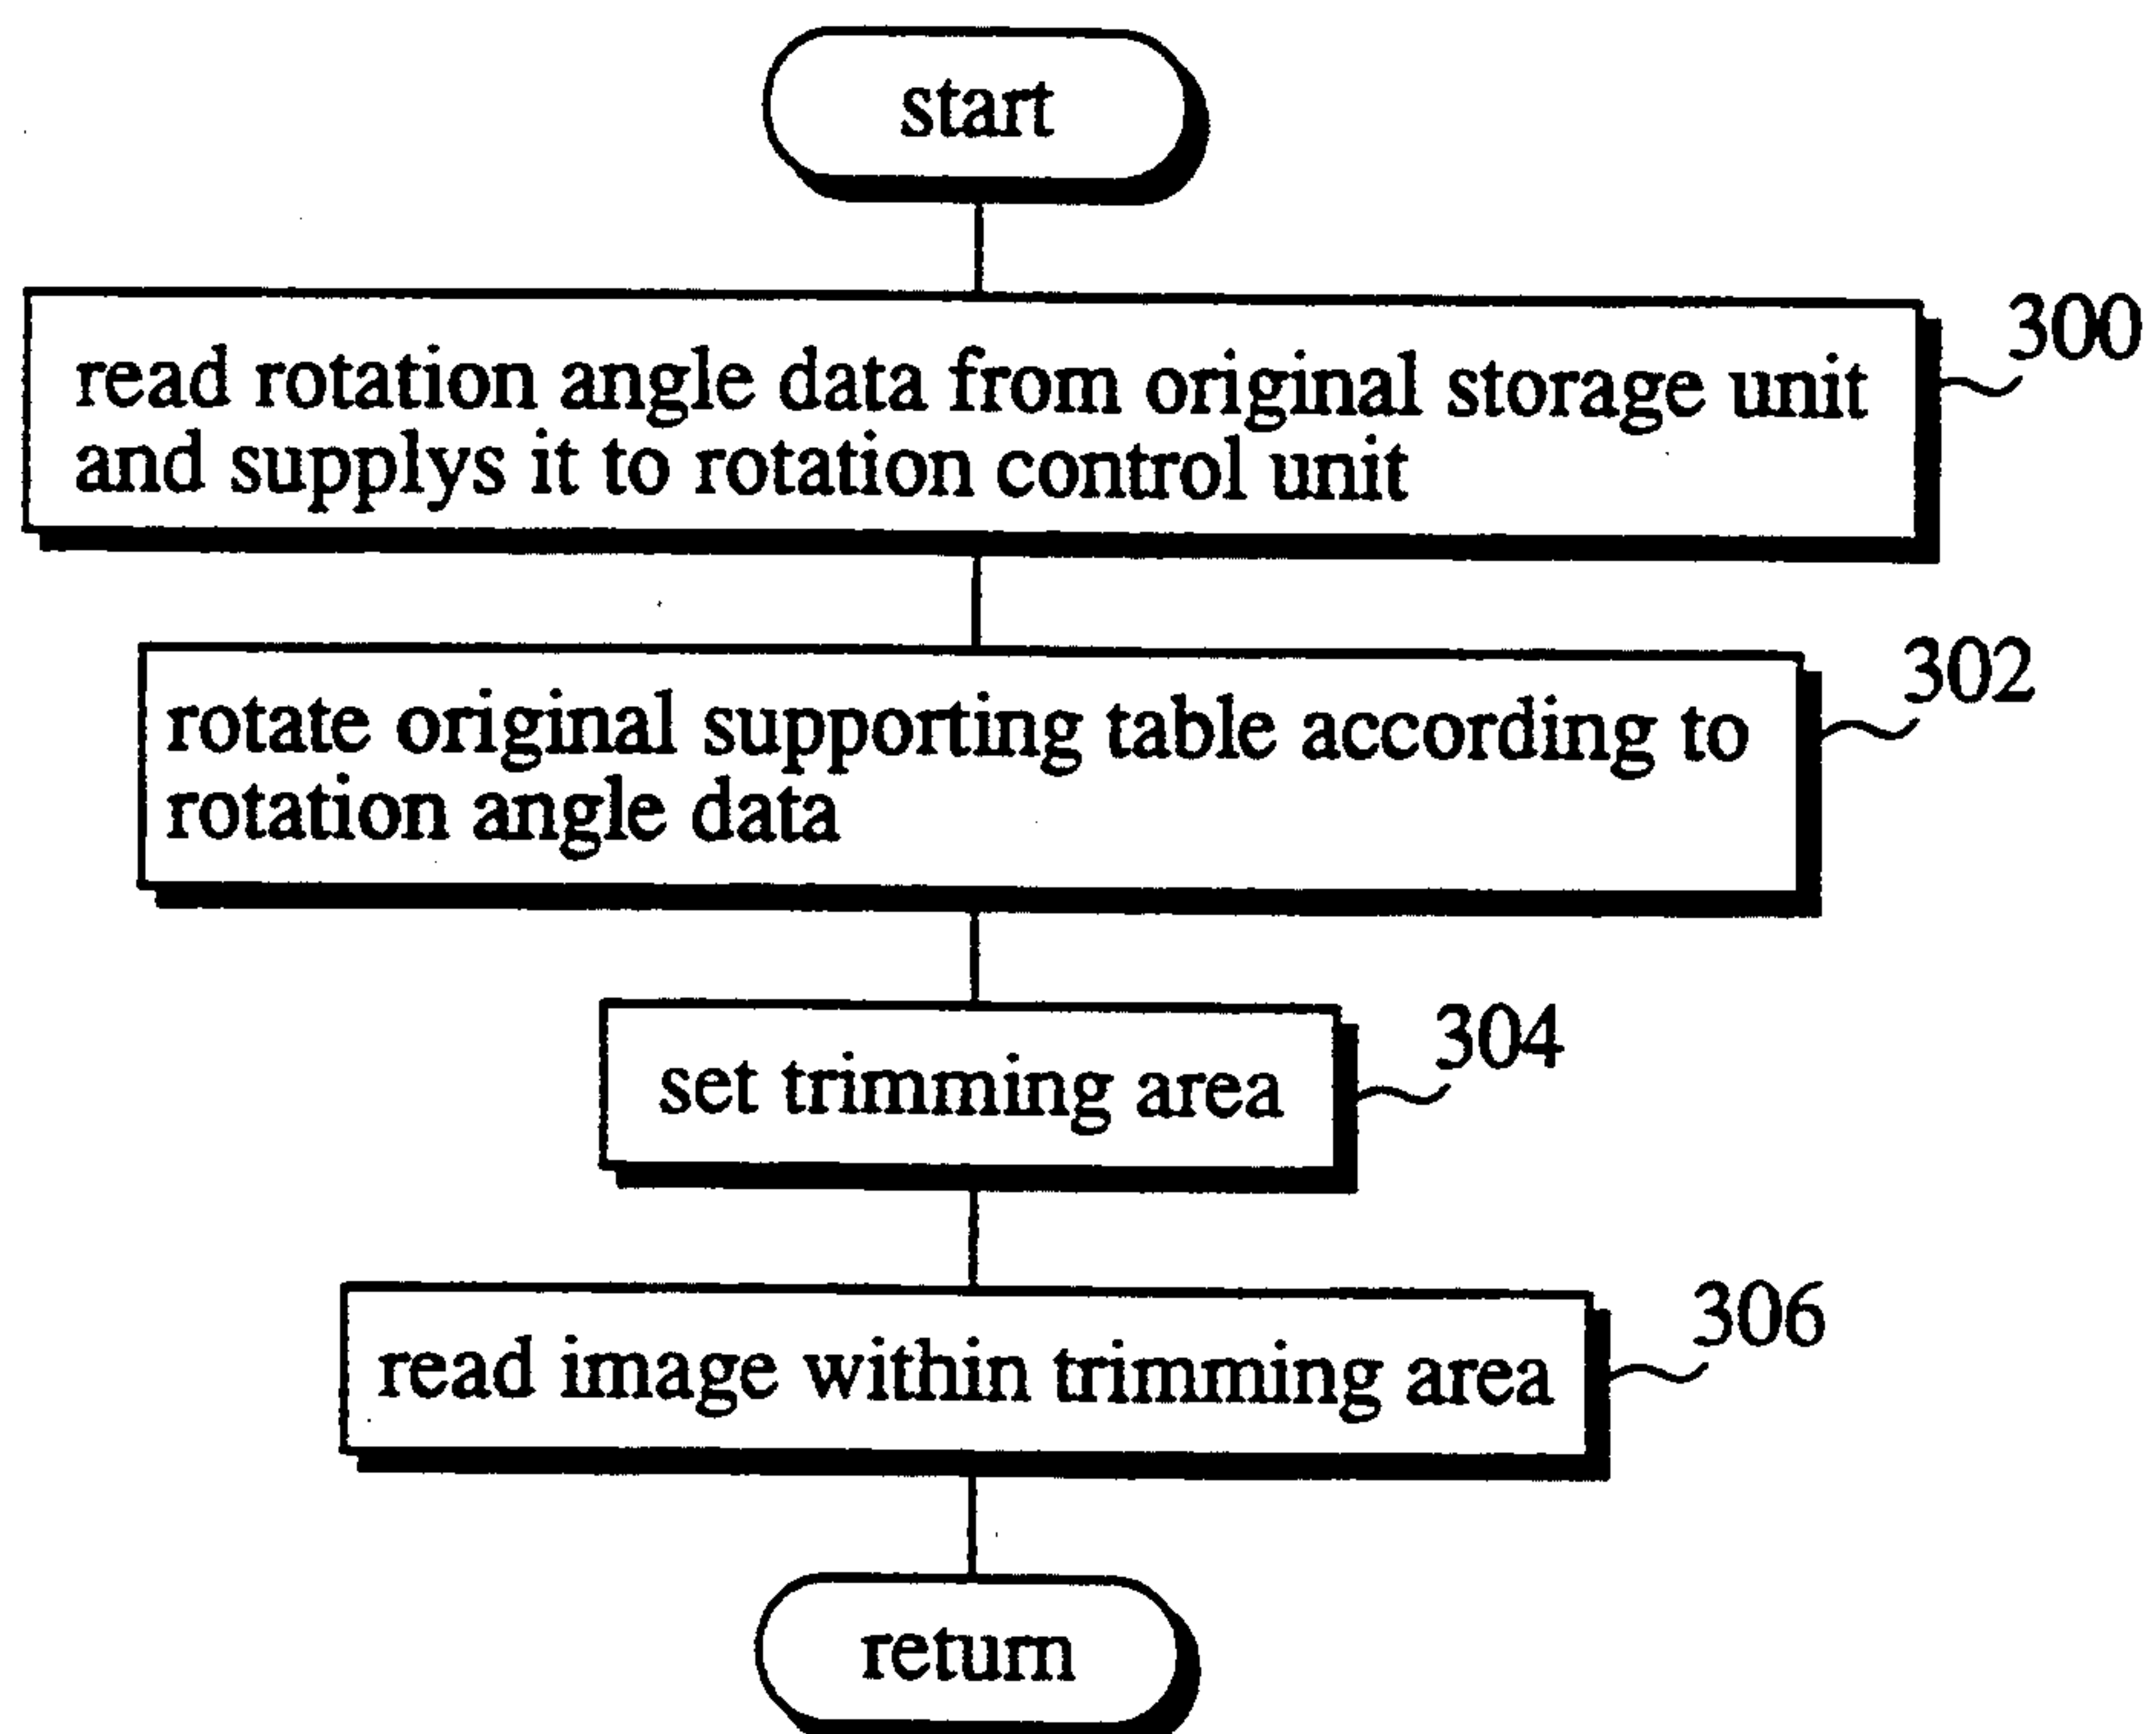 start
300
read rotation angle data from original storage unit
and supplys it to rotation control unit
302
rotate original supporting table according to
rotation angle data
304
set trimming area
306
read image within trimming area
return